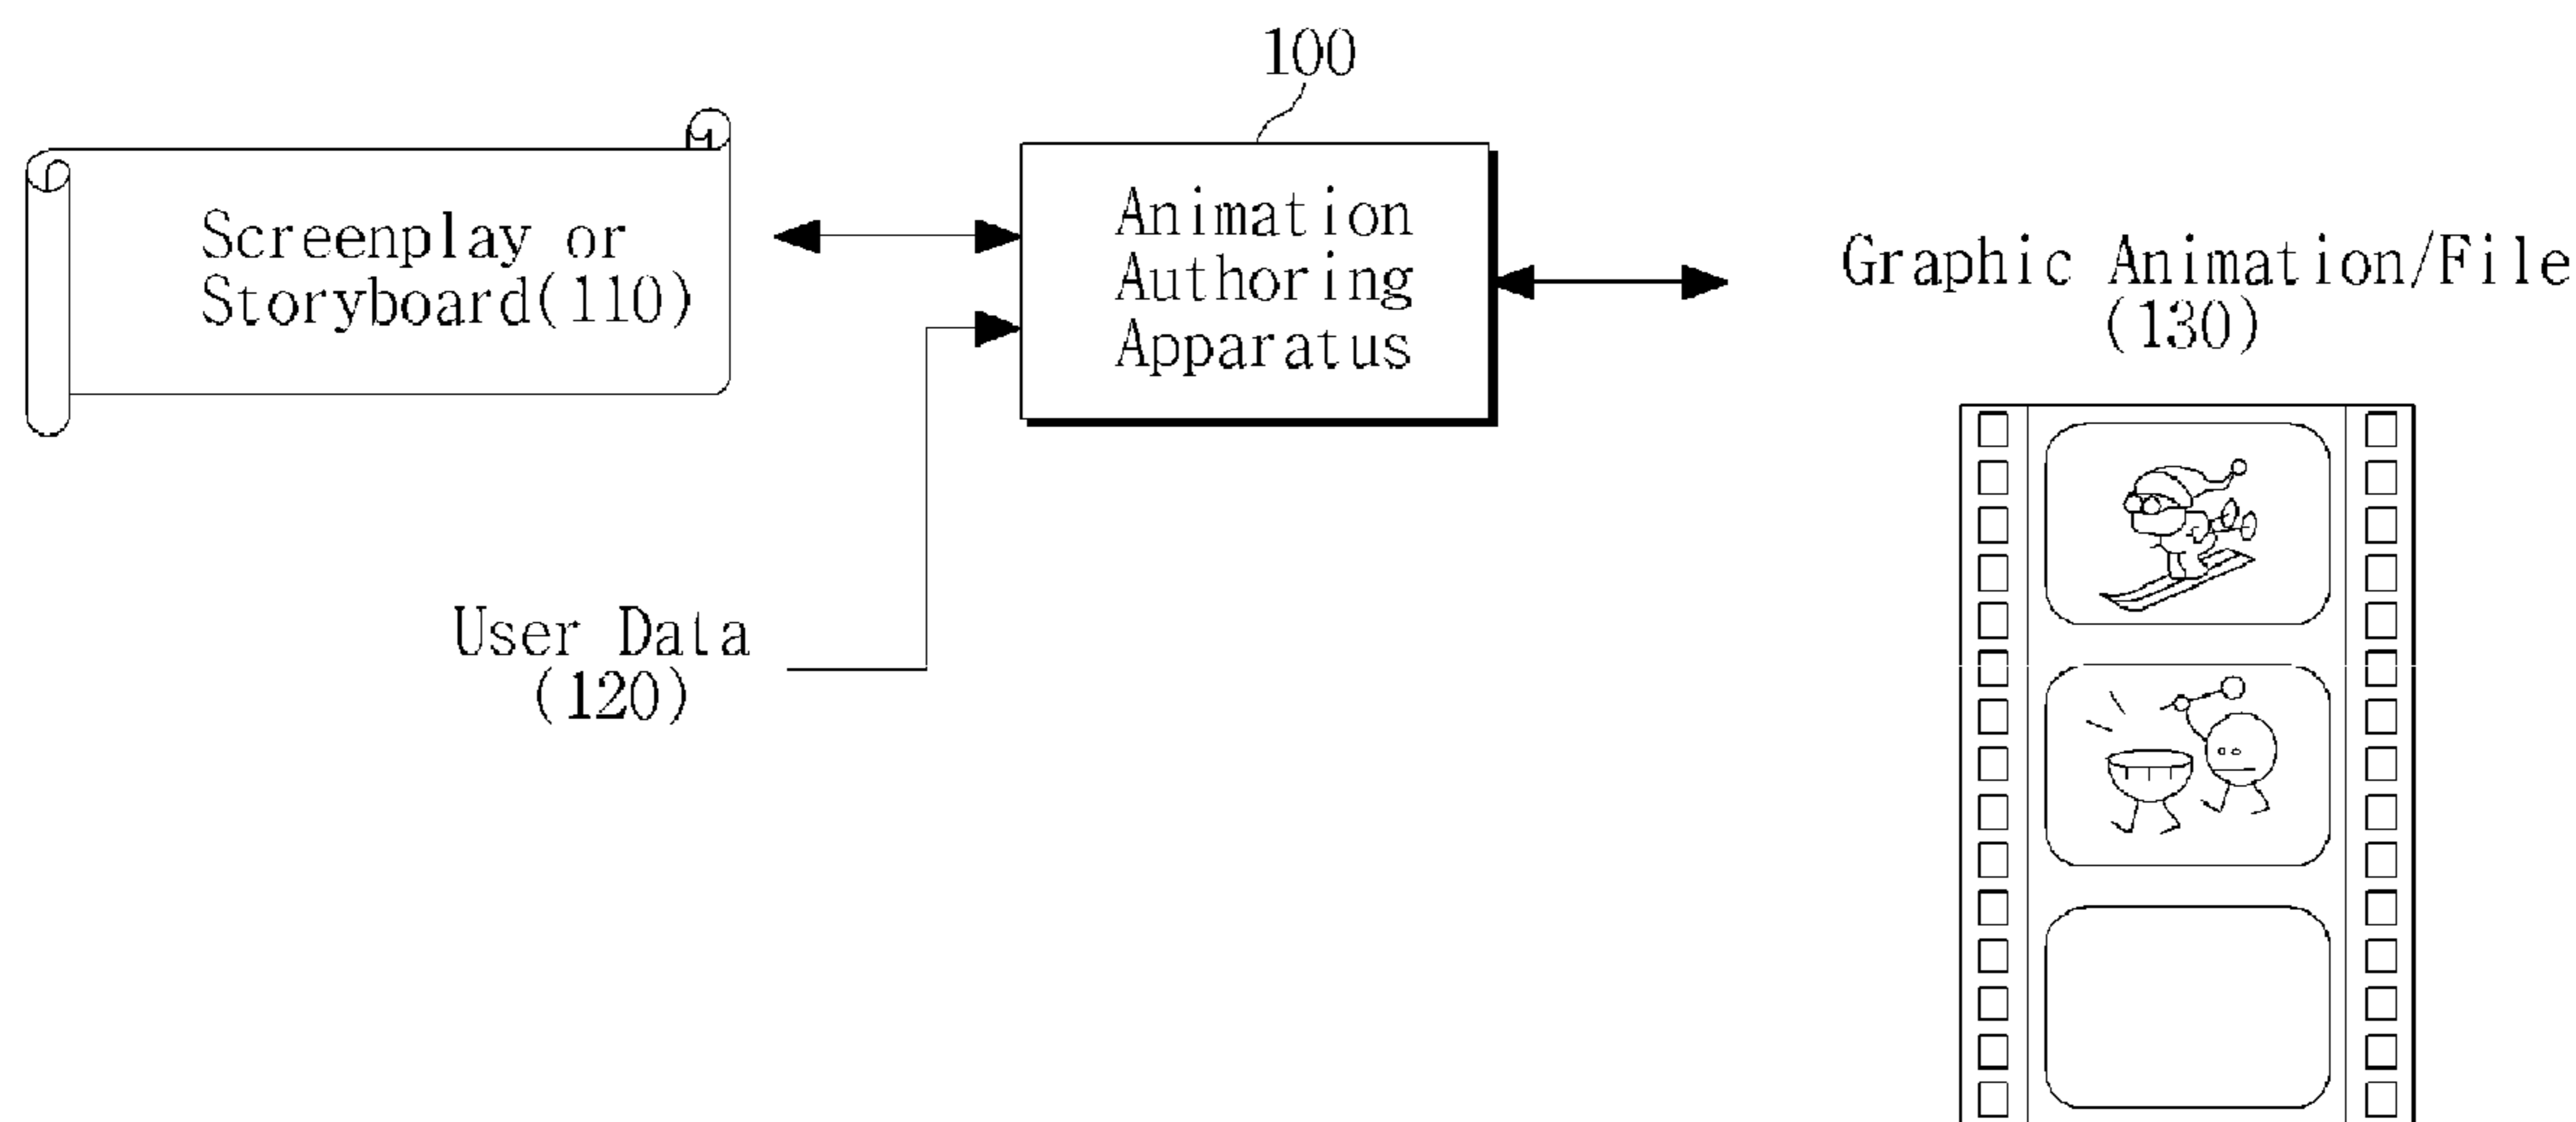 100
Screenplay or
Storyboard(110)
Animation
Authoring
Apparatus
Graphic Animation/File
(130)
User Data
(120)